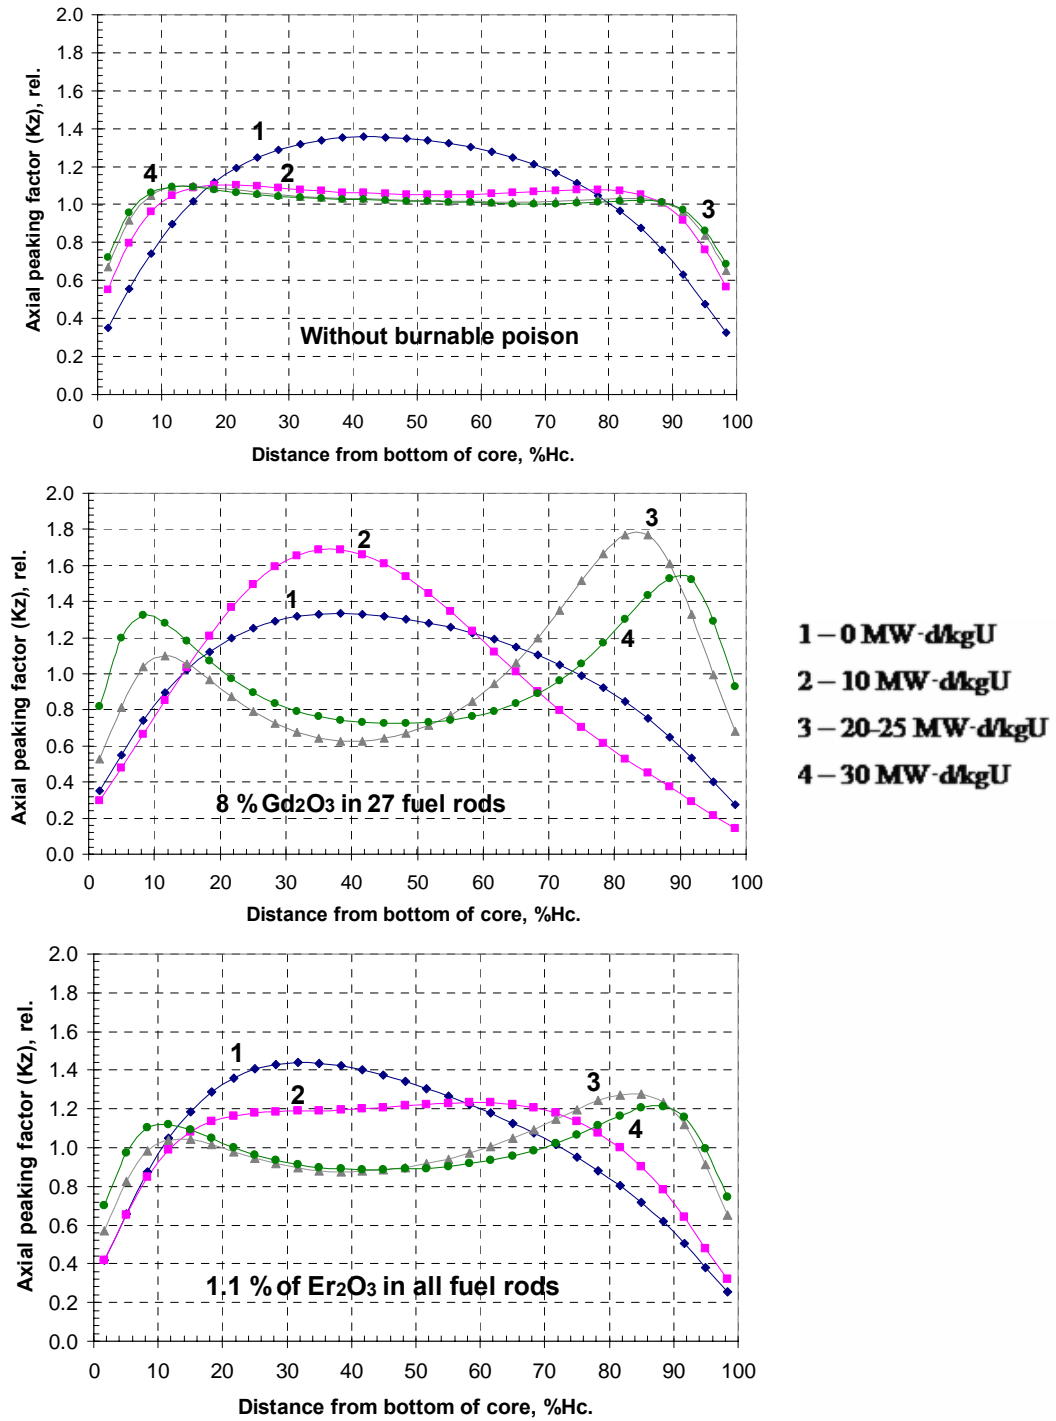 2.0
1.8
1.6
1.4
1.2
1.0
0.8
0.6
0.4
0.2
0.0
Axial peaking factor (Kz), rel.
1
2
3
4
Without burnable poison
0 10 20 30 40 50 60 70 80 90 100
Distance from bottom of core, %Hc.
2.0
1.8
1.6
1.4
1.2
1.0
0.8
0.6
0.4
0.2
0.0
Axial peaking factor (Kz), rel.
1
2
3
4
8 % Gd2O3 in 27 fuel rods
0 10 20 30 40 50 60 70 80 90 100
Distance from bottom of core, %Hc.
1 – 0 MW·d/kgU
2 – 10 MW·d/kgU
3 – 20-25 MW·d/kgU
4 – 30 MW·d/kgU
2.0
1.8
1.6
1.4
1.2
1.0
0.8
0.6
0.4
0.2
0.0
Axial peaking factor (Kz), rel.
1
2
3
4
1.1 % of Er2O3 in all fuel rods
0 10 20 30 40 50 60 70 80 90 100
Distance from bottom of core, %Hc.